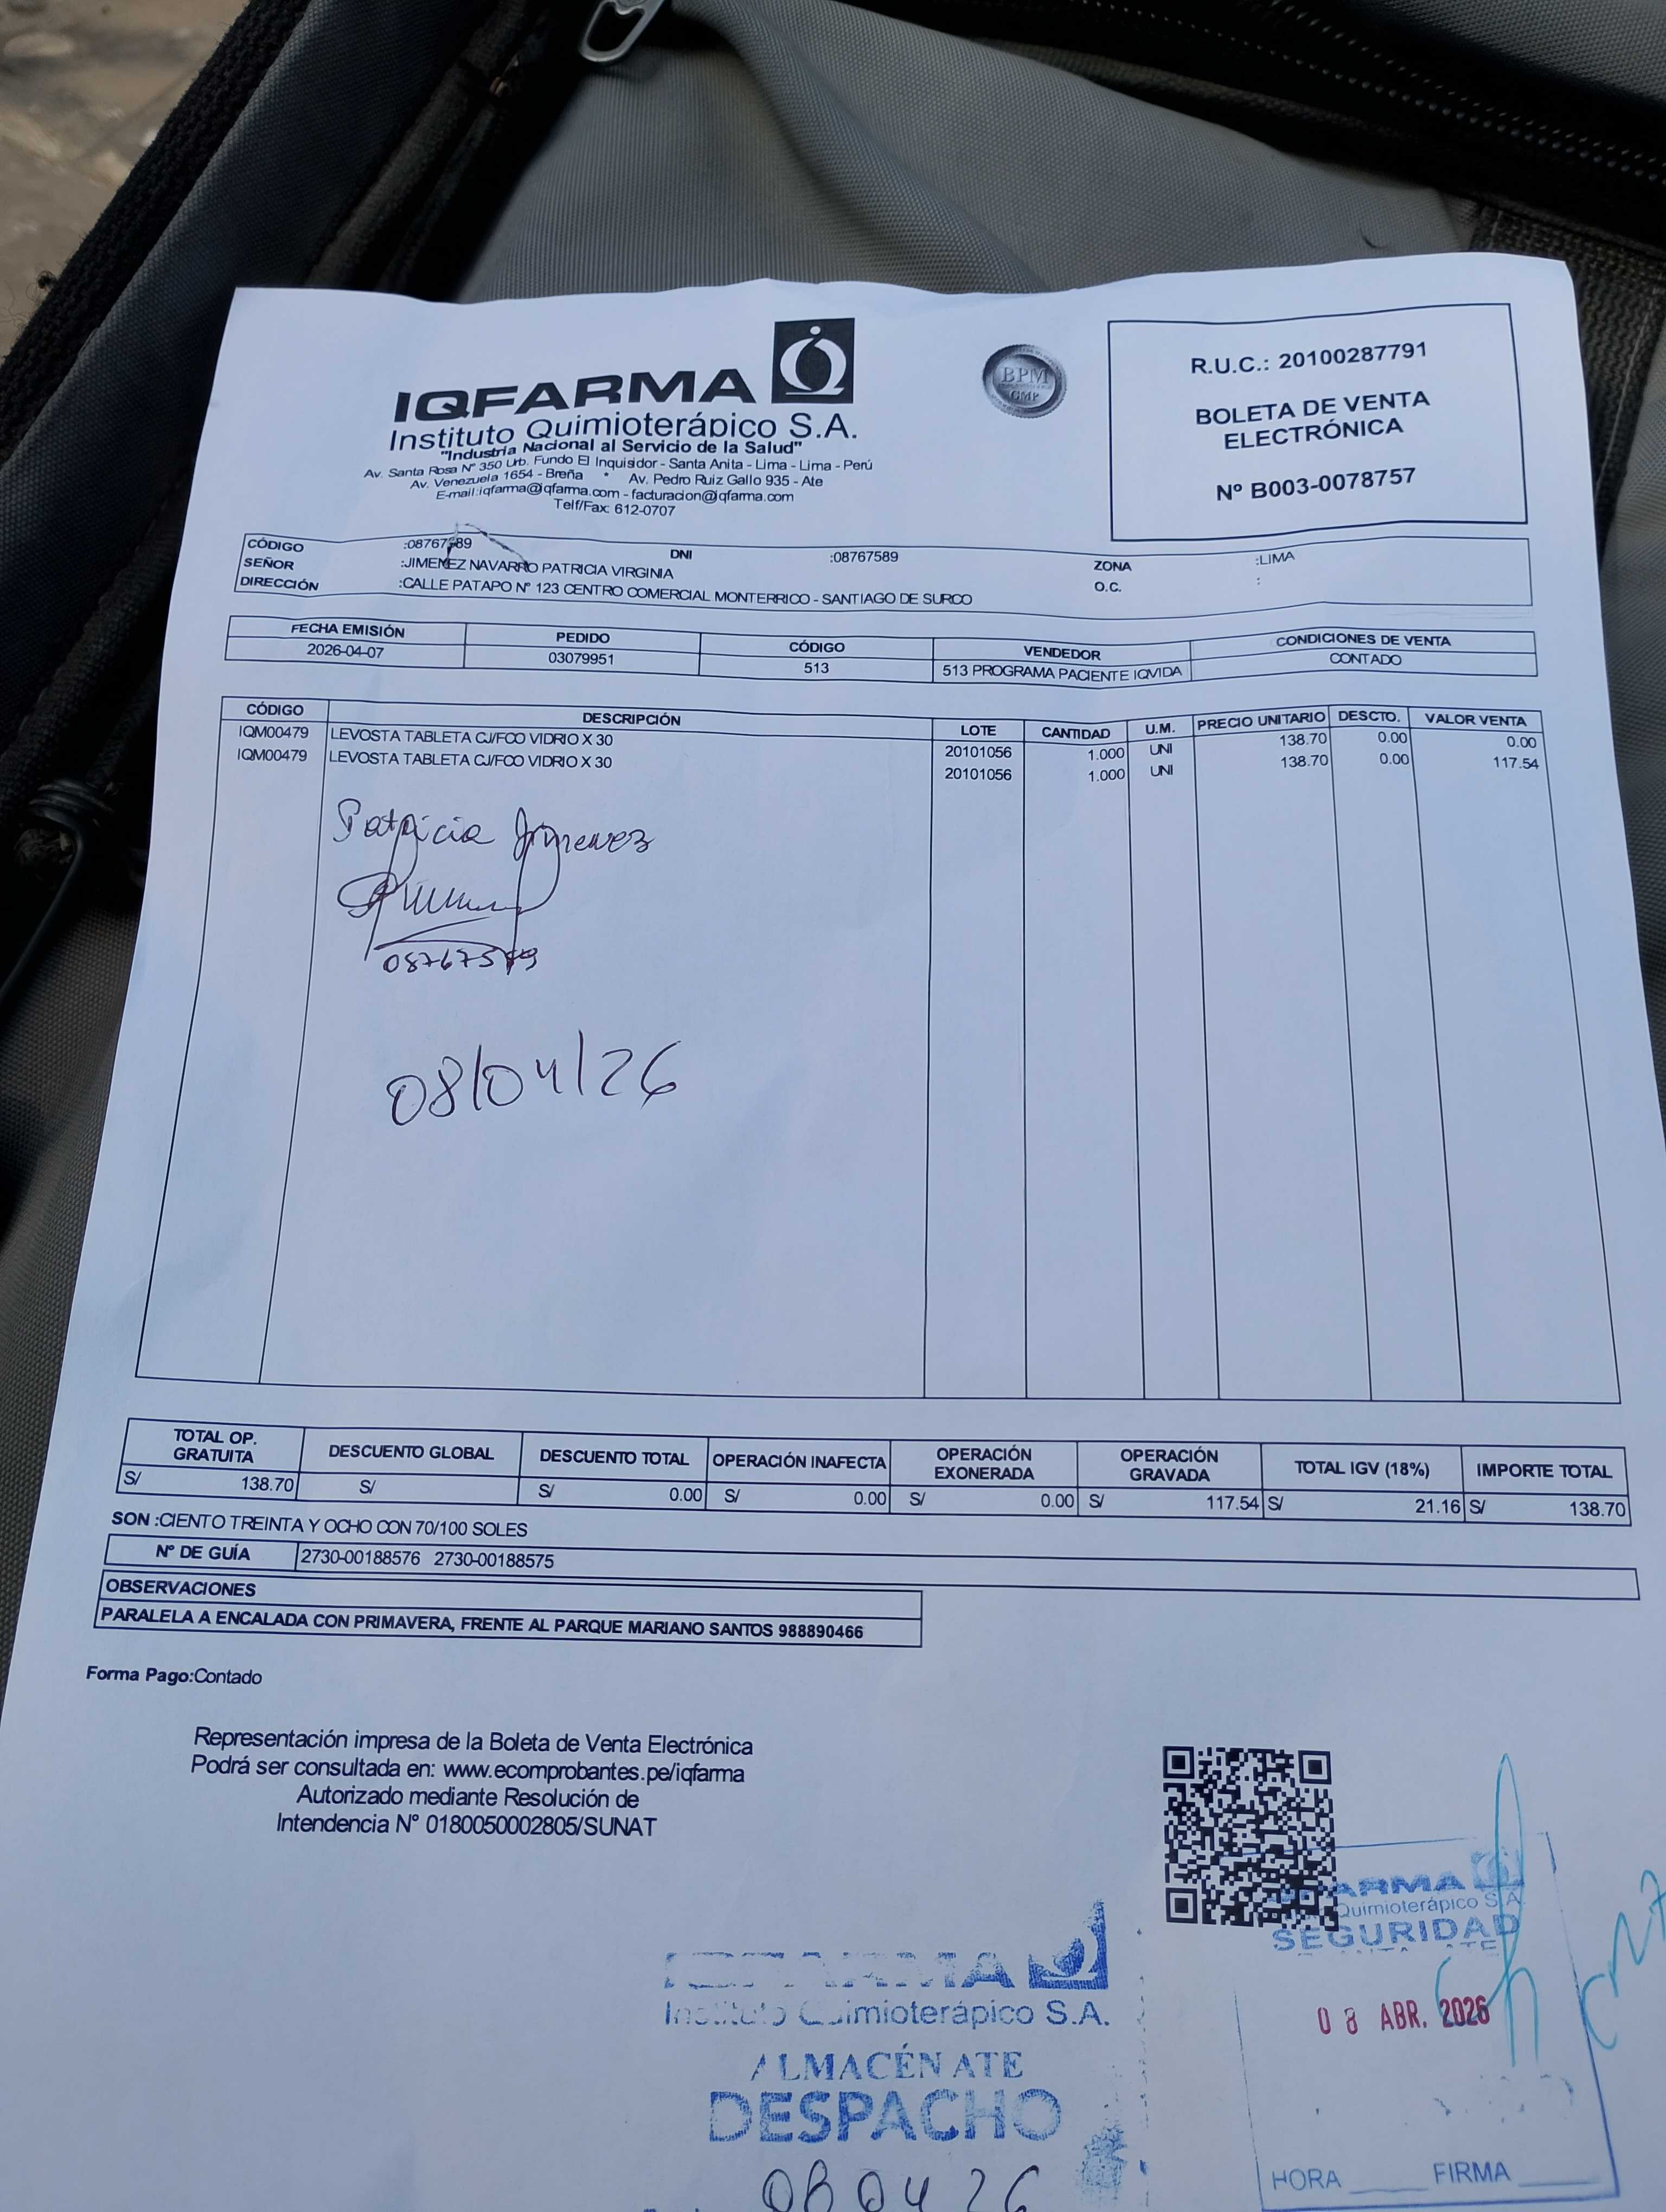 IQFARMA
Instituto Quimioterápico S.A.
"Industria Nacional al Servicio de la Salud"
Av. Santa Rosa N° 350 Urb. Fundo El Inquisidor - Santa Anita - Lima - Lima - Perú
Av. Venezuela 1654 - Breña * Av. Pedro Ruiz Gallo 935 - Ate
E-mail:iqfarma@iqfarma.com - facturacion@iqfarma.com
Telf/Fax: 612-0707
BPM
GMP
R.U.C.: 20100287791
BOLETA DE VENTA
ELECTRÓNICA
Nº B003-0078757
CÓDIGO :08767589 DNI :08767589 ZONA :LIMA
SEÑOR :JIMENEZ NAVARRO PATRICIA VIRGINIA O.C. :
DIRECCIÓN :CALLE PATAPO N° 123 CENTRO COMERCIAL MONTERRICO - SANTIAGO DE SURCO
FECHA EMISIÓN PEDIDO CÓDIGO VENDEDOR CONDICIONES DE VENTA
2026-04-07 03079951 513 513 PROGRAMA PACIENTE IQVIDA CONTADO
CÓDIGO DESCRIPCIÓN LOTE CANTIDAD U.M. PRECIO UNITARIO DESCTO. VALOR VENTA
IQM00479 LEVOSTA TABLETA CJ/FCO VIDRIO X 30 20101056 1.000 UNI 138.70 0.00 0.00
IQM00479 LEVOSTA TABLETA CJ/FCO VIDRIO X 30 20101056 1.000 UNI 138.70 0.00 117.54
Patricia Jimenez
08767589
08/04/26
TOTAL OP. GRATUITA DESCUENTO GLOBAL DESCUENTO TOTAL OPERACIÓN INAFECTA OPERACIÓN EXONERADA OPERACIÓN GRAVADA TOTAL IGV (18%) IMPORTE TOTAL
S/ 138.70 S/ S/ 0.00 S/ 0.00 S/ 0.00 S/ 117.54 S/ 21.16 S/ 138.70
SON :CIENTO TREINTA Y OCHO CON 70/100 SOLES
Nº DE GUÍA 2730-00188576 2730-00188575
OBSERVACIONES
PARALELA A ENCALADA CON PRIMAVERA, FRENTE AL PARQUE MARIANO SANTOS 988890466
Forma Pago:Contado
Representación impresa de la Boleta de Venta Electrónica
Podrá ser consultada en: www.ecomprobantes.pe/iqfarma
Autorizado mediante Resolución de
Intendencia N° 0180050002805/SUNAT
IQFARMA
Quimioterápico S.A.
SEGURIDAD
ATE
08 ABR. 2026
HORA FIRMA
IQFARMA
Instituto Quimioterápico S.A.
ALMACÉN ATE
DESPACHO
08 04 26